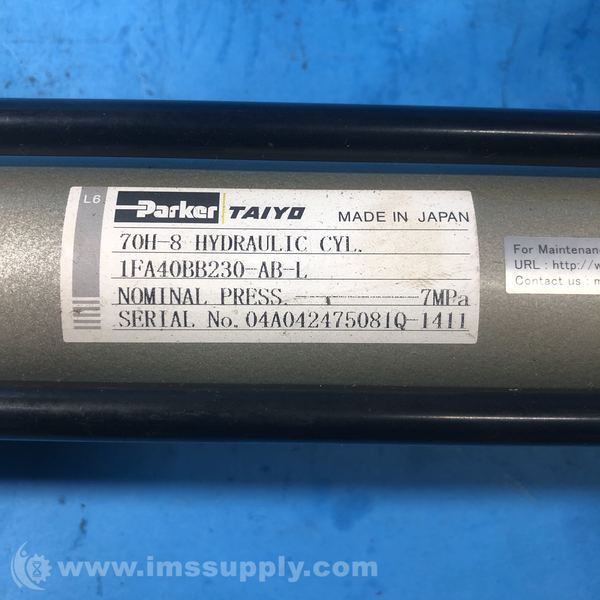 L6
Parker TAIYO MADE IN JAPAN
70H-8 HYDRAULIC CYL.
1FA40BB230-AB-L
NOMINAL PRESS. 7MPa
SERIAL No. 04A042475081Q-1411
For Maintenan
URL : http://w
Contact us : m
www.imssupply.com